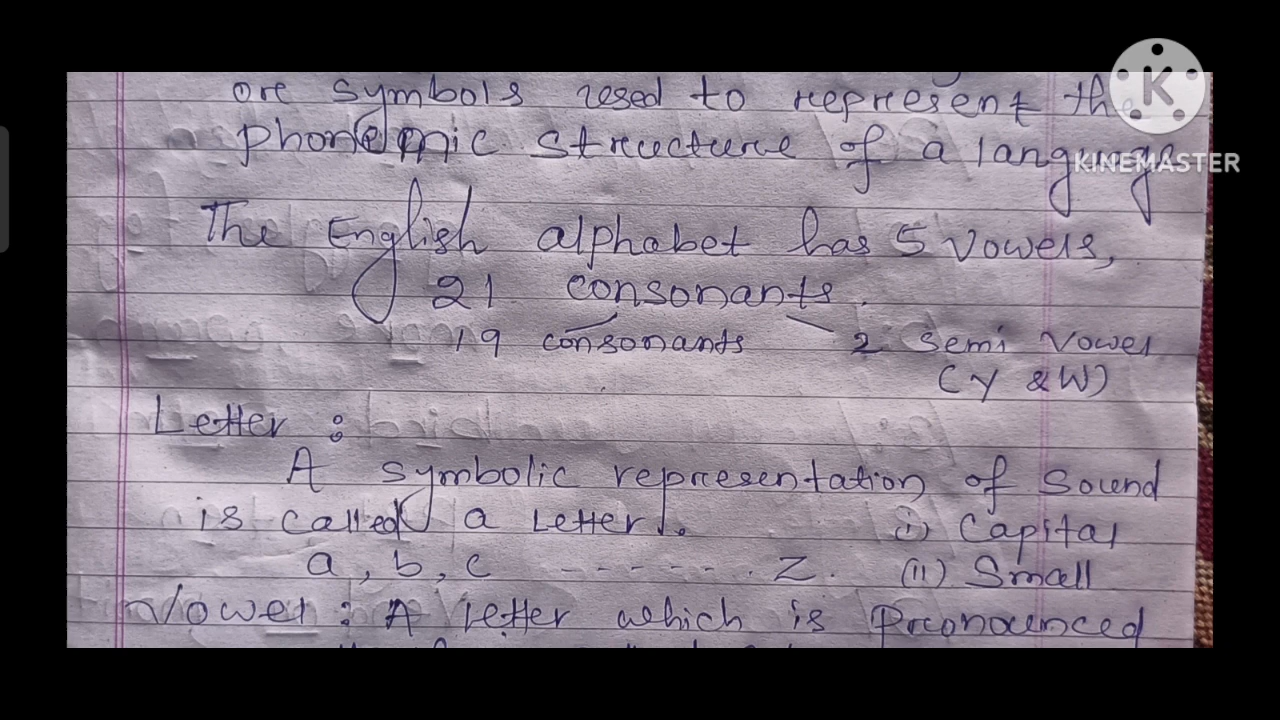 ore symbols used to represent the
phonemic structure of a language
The English alphabet has 5 vowels,
21 consonants.
19 consonants 2 Semi Vowel
(Y & W)
Letter :
A symbolic representation of sound
is called a Letter. (i) Capital
a, b, c ------- Z. (ii) Small
Vowel : A letter which is pronounced
KINEMASTER